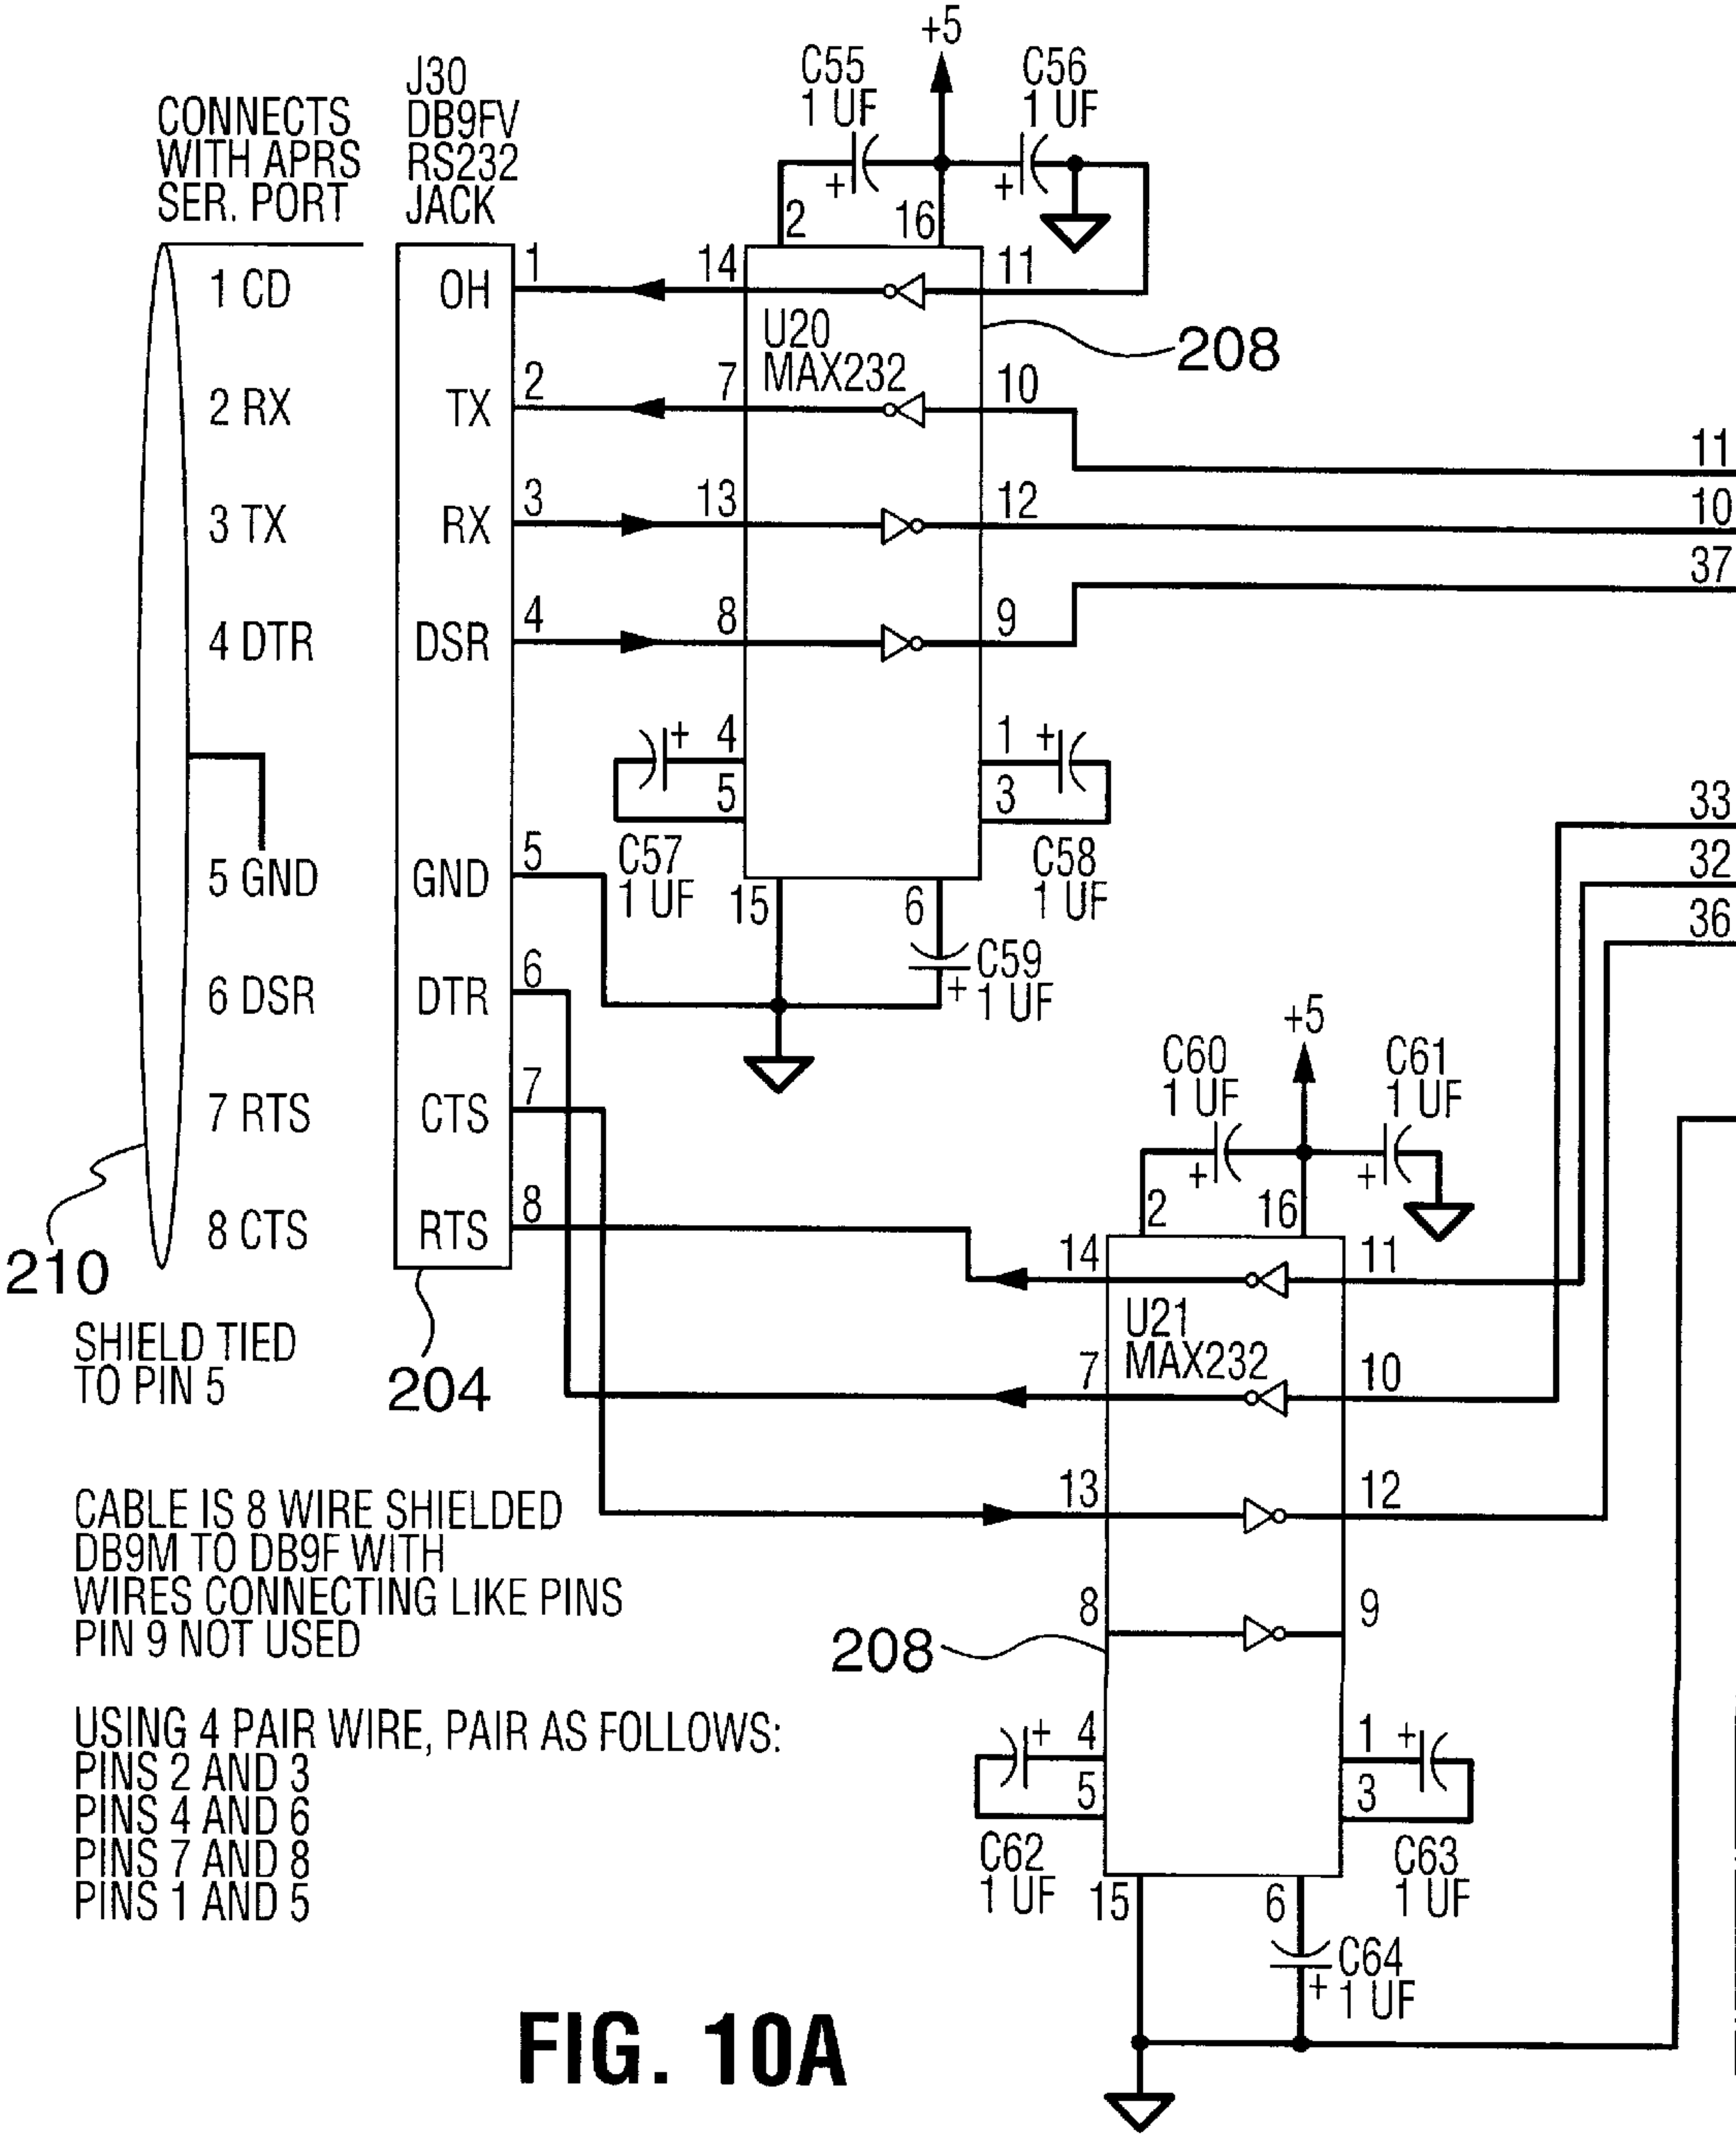 CONNECTS
WITH APRS
SER. PORT
J30
DB9FV
RS232
JACK
1 CD
2 RX
3 TX
4 DTR
5 GND
6 DSR
7 RTS
8 CTS
OH
TX
RX
DSR
GND
DTR
CTS
RTS
1
2
3
4
5
6
7
8
210
204
SHIELD TIED
TO PIN 5
CABLE IS 8 WIRE SHIELDED
DB9M TO DB9F WITH
WIRES CONNECTING LIKE PINS
PIN 9 NOT USED
USING 4 PAIR WIRE, PAIR AS FOLLOWS:
PINS 2 AND 3
PINS 4 AND 6
PINS 7 AND 8
PINS 1 AND 5
+5
C55
1 UF
+
C56
1 UF
+
2
16
14
11
U20
MAX232
208
7
10
13
12
8
9
4
+
5
C57
1 UF
1
+
3
C58
1 UF
15
6
C59
+ 1 UF
11
10
37
33
32
36
+5
C60
1 UF
+
C61
1 UF
+
2
16
14
11
U21
MAX232
7
10
13
12
8
9
208
4
+
5
C62
1 UF
1
+
3
C63
1 UF
15
6
C64
+ 1 UF
FIG. 10A